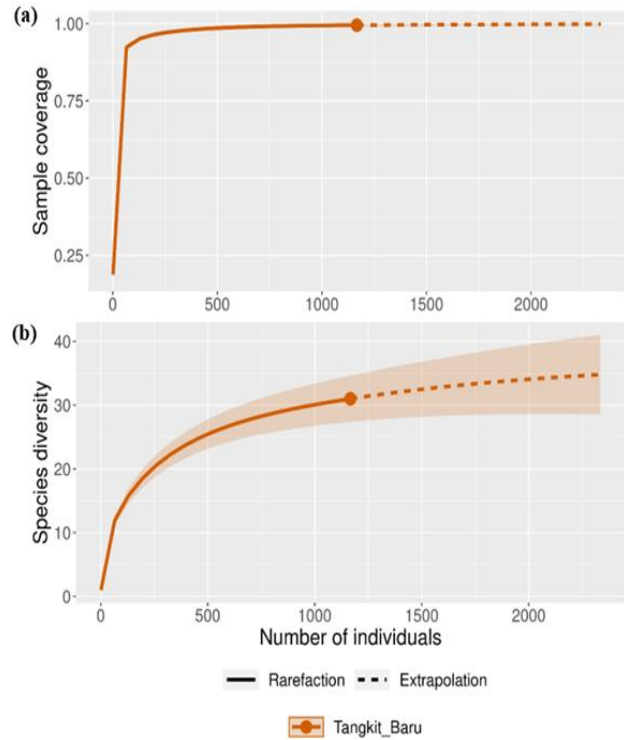 (a)
Sample coverage
1.00
0.75
0.50
0.25
0
500
1000
1500
2000
(b)
Species diversity
40
30
20
10
0
0
500
1000
1500
2000
Number of individuals
Rarefaction
Extrapolation
Tangkit_Baru